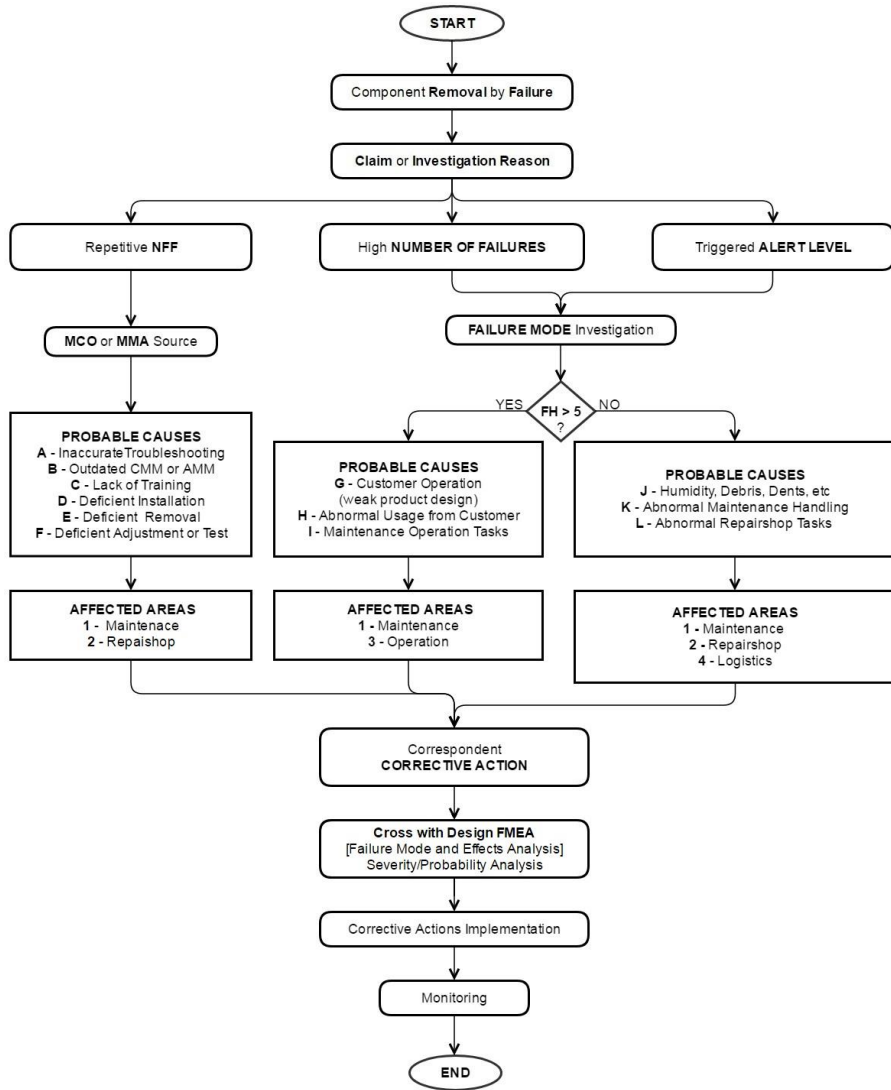 START
Component Removal by Failure
Claim or Investigation Reason
Repetitive NFF
High NUMBER OF FAILURES
Triggered ALERT LEVEL
MCO or MMA Source
FAILURE MODE Investigation
YES
FH > 5
?
NO
PROBABLE CAUSES
A - Inaccurate Troubleshooting
B - Outdated CMM or AMM
C - Lack of Training
D - Deficient Installation
E - Deficient Removal
F - Deficient Adjustment or Test
PROBABLE CAUSES
G - Customer Operation
(weak product design)
H - Abnormal Usage from Customer
I - Maintenance Operation Tasks
PROBABLE CAUSES
J - Humidity, Debris, Dents, etc
K - Abnormal Maintenance Handling
L - Abnormal Repairshop Tasks
AFFECTED AREAS
1 - Maintenace
2 - Repaishop
AFFECTED AREAS
1 - Maintenance
3 - Operation
AFFECTED AREAS
1 - Maintenance
2 - Repairshop
4 - Logistics
Correspondent
CORRECTIVE ACTION
Cross with Design FMEA
[Failure Mode and Effects Analysis]
Severity/Probability Analysis
Corrective Actions Implementation
Monitoring
END